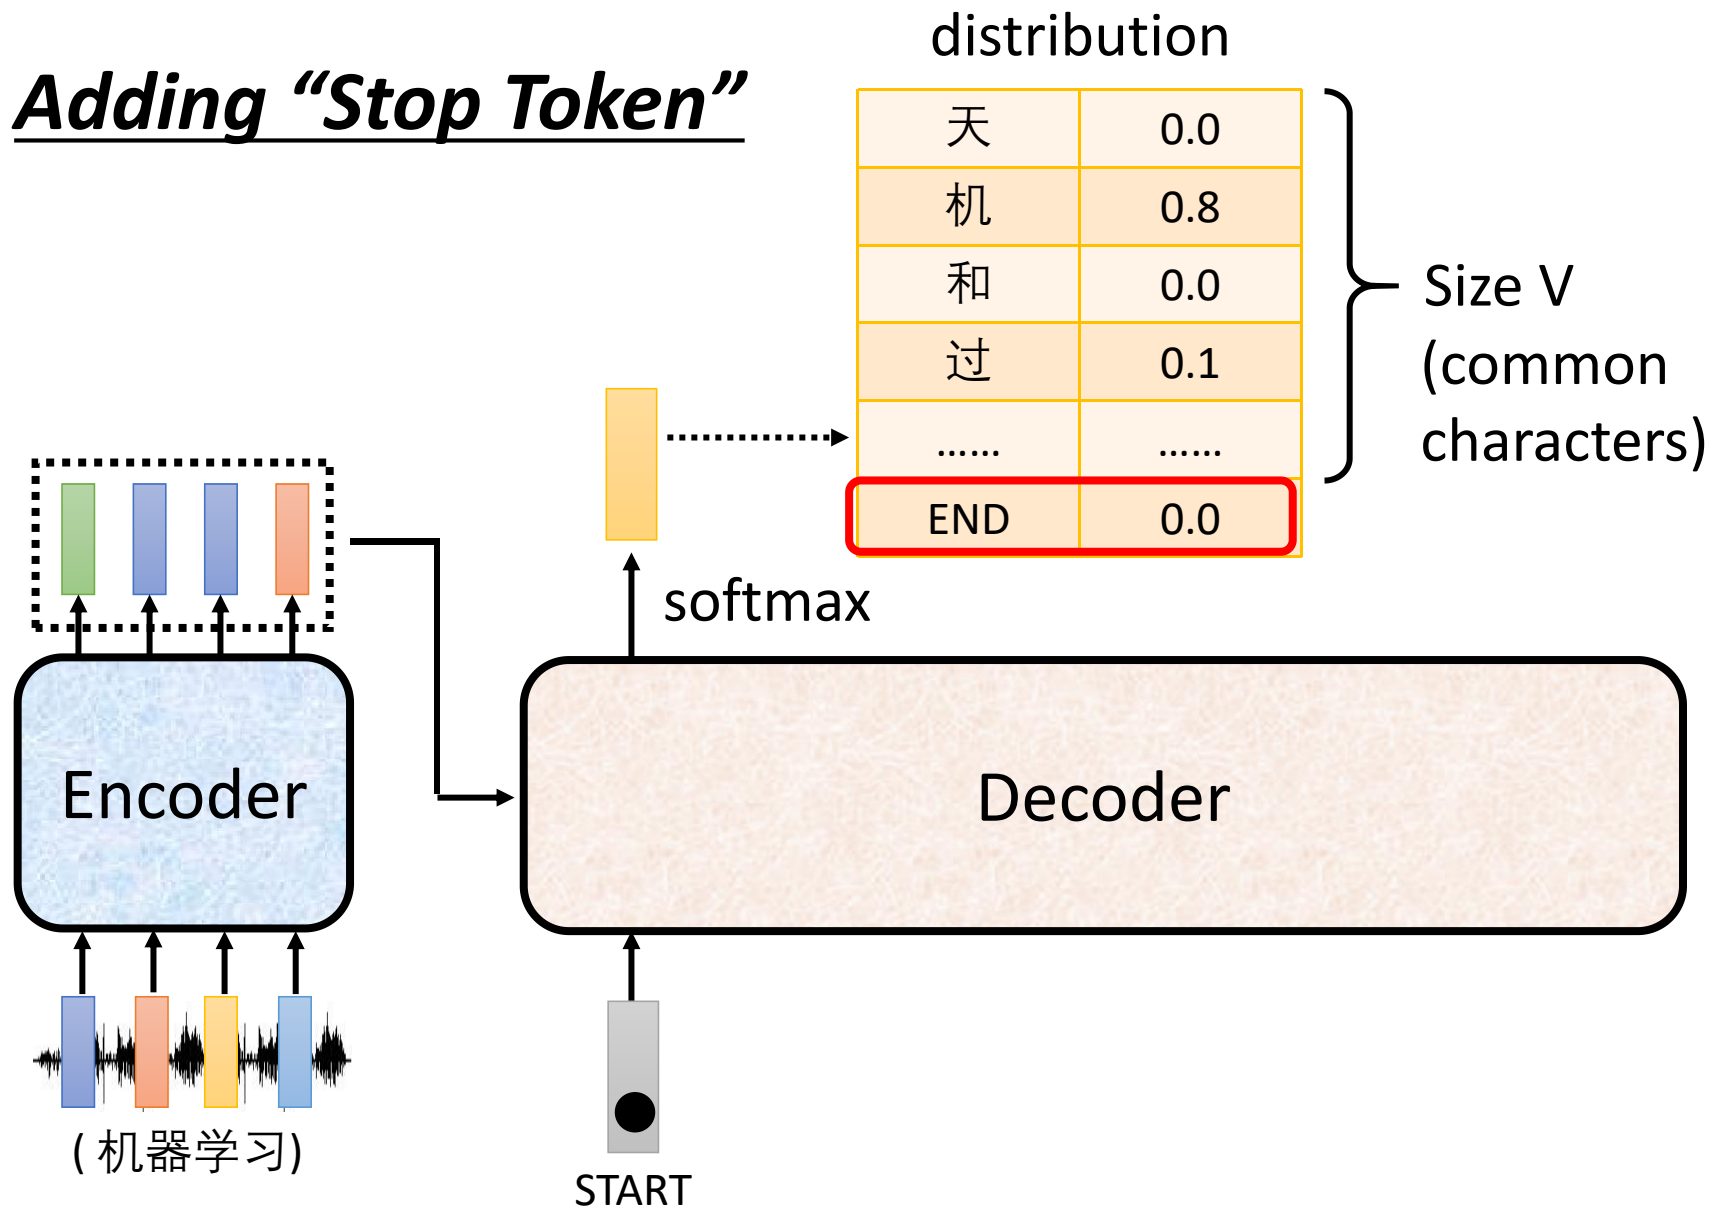 Adding “Stop Token”
distribution
天 0.0
机 0.8
和 0.0
过 0.1
…… ……
END 0.0
Size V
(common
characters)
softmax
Encoder
Decoder
( 机器学习)
START